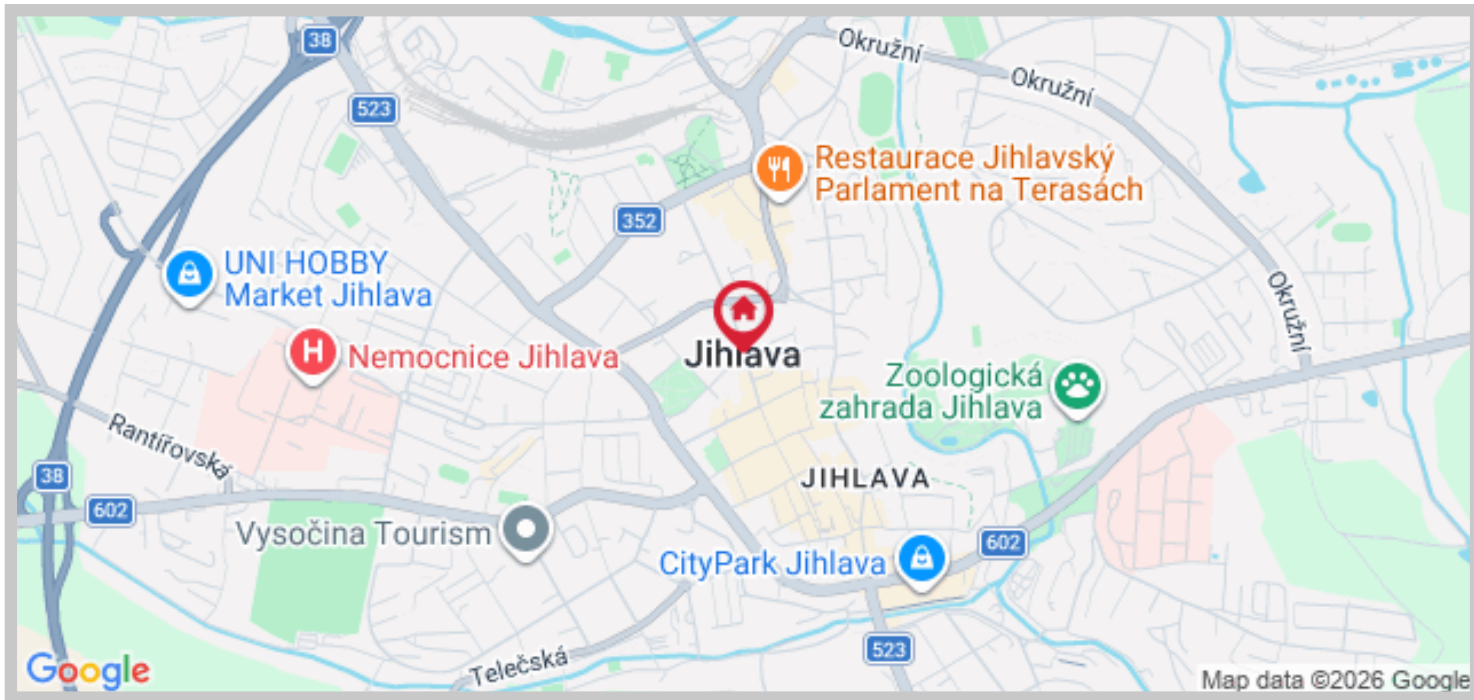 38
Okružní
Okružní
523
Restaurace Jihlavský
Parlament na Terasách
352
UNI HOBBY
Market Jihlava
Okružní
H
Nemocnice Jihlava
Jihlava
Zoologická
zahrada Jihlava
Rantířovská
38
JIHLAVA
602
Vysočina Tourism
602
CityPark Jihlava
523
Telečská
Google
Map data ©2026 Google